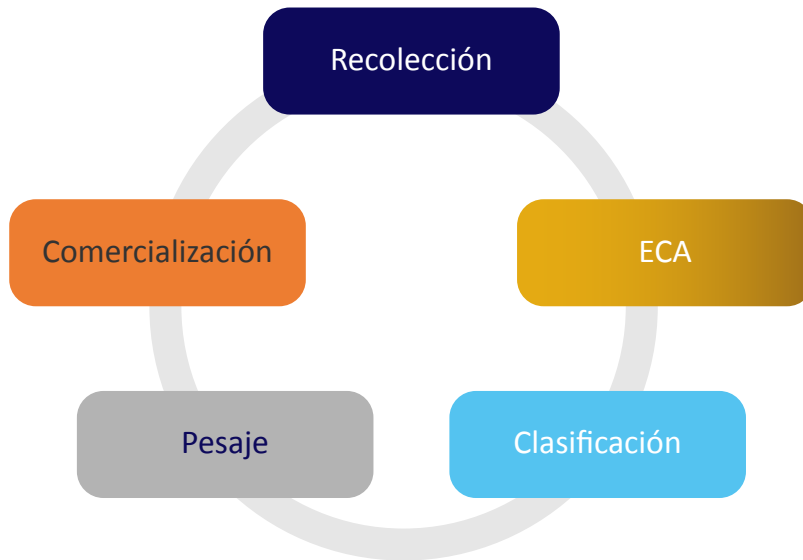 Recolección
Comercialización
ECA
Pesaje
Clasificación